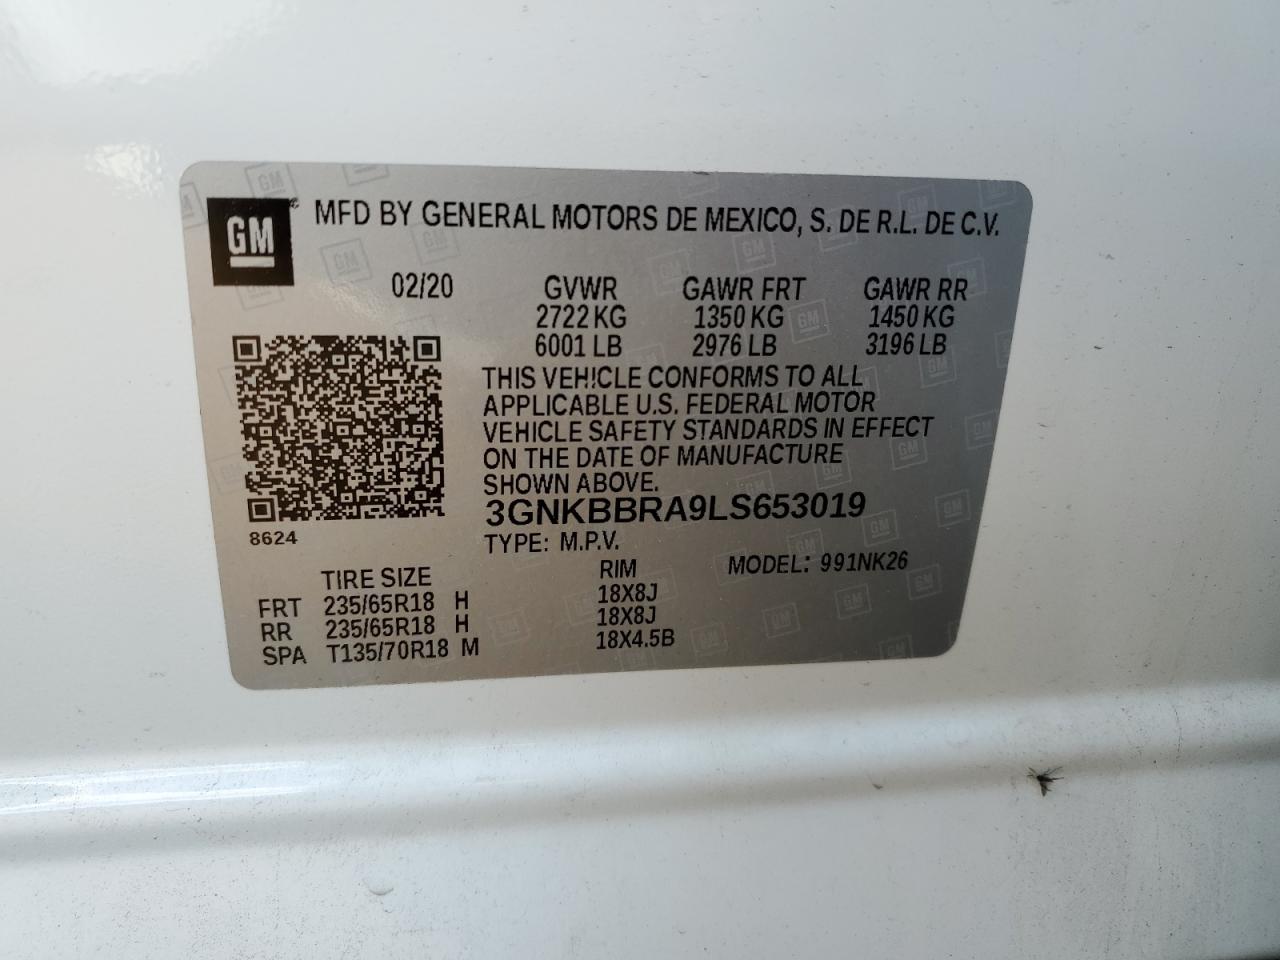 GM MFD BY GENERAL MOTORS DE MEXICO, S. DE R.L. DE C.V.
02/20 GVWR GAWR FRT GAWR RR
2722 KG 1350 KG 1450 KG
6001 LB 2976 LB 3196 LB
THIS VEHICLE CONFORMS TO ALL
APPLICABLE U.S. FEDERAL MOTOR
VEHICLE SAFETY STANDARDS IN EFFECT
ON THE DATE OF MANUFACTURE
SHOWN ABOVE.
3GNKBBRA9LS653019
8624 TYPE: M.P.V.
TIRE SIZE RIM MODEL: 991NK26
FRT 235/65R18 H 18X8J
RR 235/65R18 H 18X8J
SPA T135/70R18 M 18X4.5B